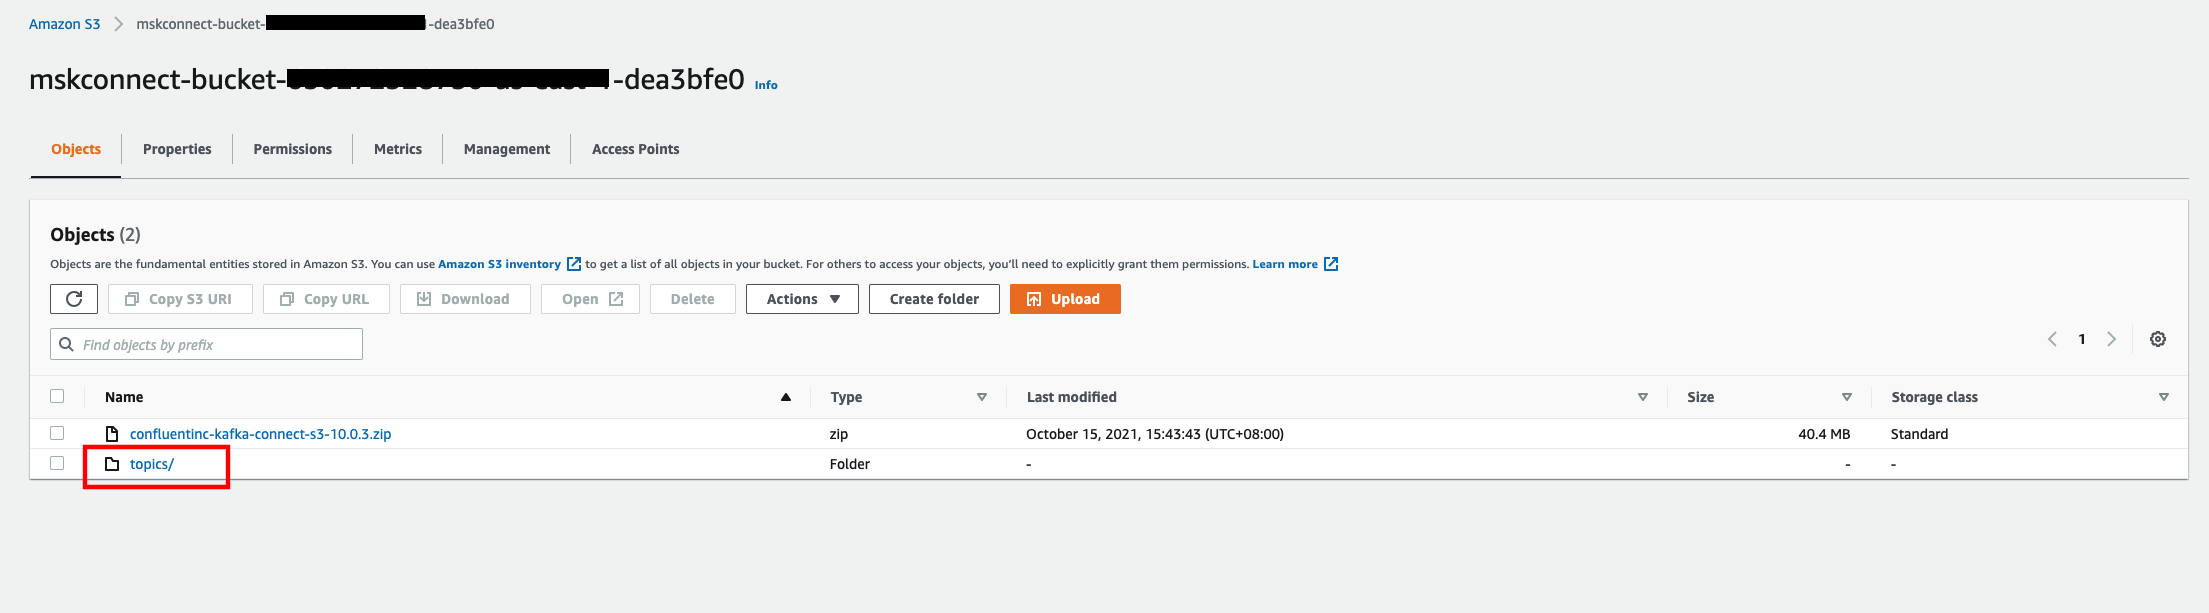 Amazon S3 > mskconnect-bucket- -dea3bfe0
mskconnect-bucket- -dea3bfe0 Info
Objects Properties Permissions Metrics Management Access Points
Objects (2)
Objects are the fundamental entities stored in Amazon S3. You can use Amazon S3 inventory to get a list of all objects in your bucket. For others to access your objects, you'll need to explicitly grant them permissions. Learn more
Copy S3 URI Copy URL Download Open Delete Actions Create folder Upload
Find objects by prefix
1
Name Type Last modified Size Storage class
confluentinc-kafka-connect-s3-10.0.3.zip zip October 15, 2021, 15:43:43 (UTC+08:00) 40.4 MB Standard
topics/ Folder - - -